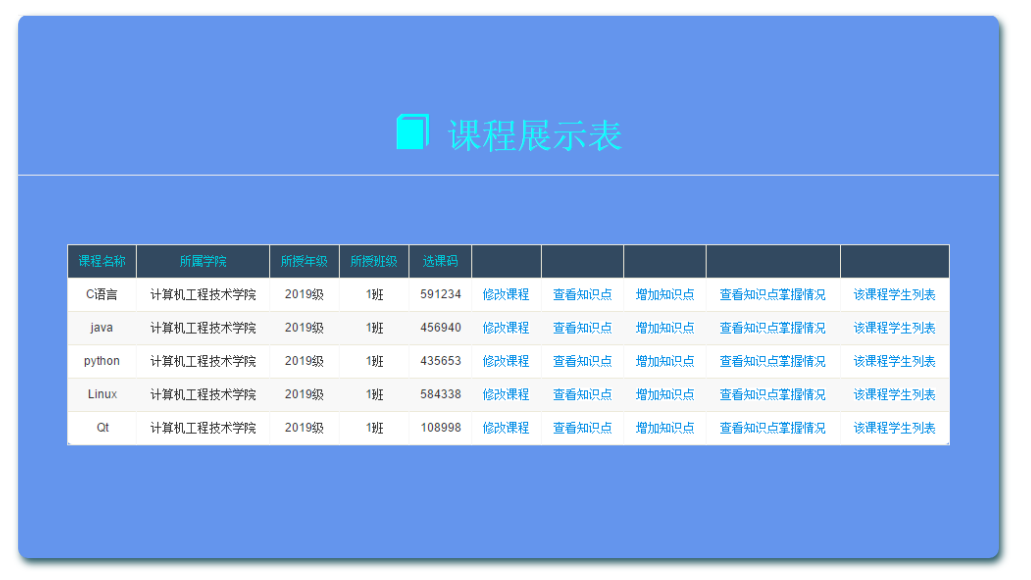 课程展示表
课程名称 所属学院 所授年级 所授班级 选课码
C语言 计算机工程技术学院 2019级 1班 591234 修改课程 查看知识点 增加知识点 查看知识点掌握情况 该课程学生列表
java 计算机工程技术学院 2019级 1班 456940 修改课程 查看知识点 增加知识点 查看知识点掌握情况 该课程学生列表
python 计算机工程技术学院 2019级 1班 435653 修改课程 查看知识点 增加知识点 查看知识点掌握情况 该课程学生列表
Linux 计算机工程技术学院 2019级 1班 584338 修改课程 查看知识点 增加知识点 查看知识点掌握情况 该课程学生列表
Qt 计算机工程技术学院 2019级 1班 108998 修改课程 查看知识点 增加知识点 查看知识点掌握情况 该课程学生列表